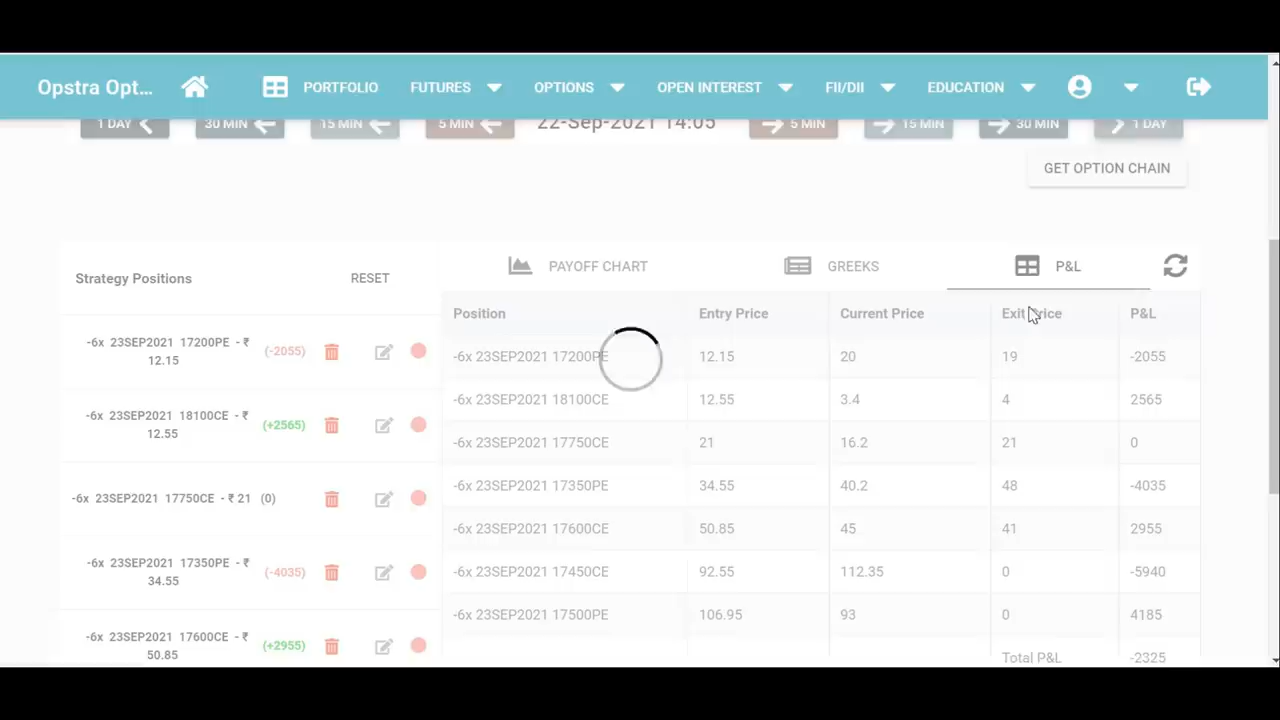 Opstra Opt...
PORTFOLIO
FUTURES
OPTIONS
OPEN INTEREST
FII/DII
EDUCATION
1 DAY
30 MIN
15 MIN
5 MIN
22-Sep-2021 14:05
5 MIN
15 MIN
30 MIN
1 DAY
GET OPTION CHAIN
Strategy Positions
RESET
-6x 23SEP2021 17200PE - ₹
12.15
(-2055)
-6x 23SEP2021 18100CE - ₹
12.55
(+2565)
-6x 23SEP2021 17750CE - ₹ 21 (0)
-6x 23SEP2021 17350PE - ₹
34.55
(-4035)
-6x 23SEP2021 17600CE - ₹
50.85
(+2955)
PAYOFF CHART
GREEKS
P&L
Position Entry Price Current Price Exit Price P&L
-6x 23SEP2021 17200PE 12.15 20 19 -2055
-6x 23SEP2021 18100CE 12.55 3.4 4 2565
-6x 23SEP2021 17750CE 21 16.2 21 0
-6x 23SEP2021 17350PE 34.55 40.2 48 -4035
-6x 23SEP2021 17600CE 50.85 45 41 2955
-6x 23SEP2021 17450CE 92.55 112.35 0 -5940
-6x 23SEP2021 17500PE 106.95 93 0 4185
Total P&L -2325